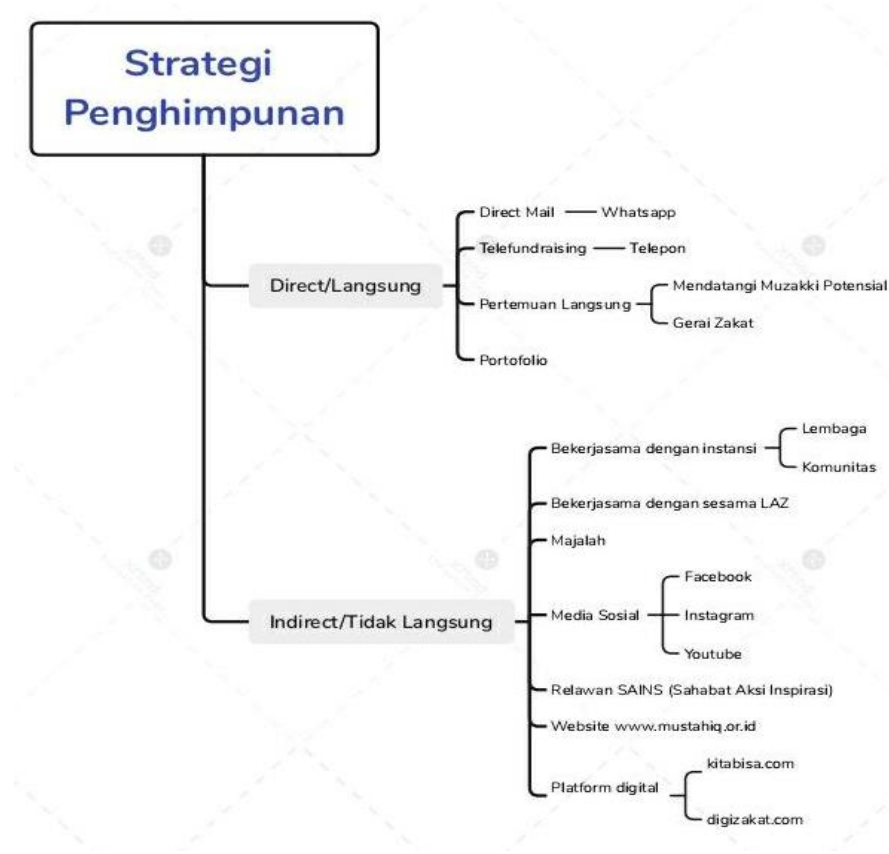 Strategi
Penghimpunan
Direct/Langsung
Direct Mail
Whatsapp
Telefundraising
Telepon
Pertemuan Langsung
Mendatangi Muzakki Potensial
Gerai Zakat
Portofolio
Indirect/Tidak Langsung
Bekerjasama dengan instansi
Lembaga
Komunitas
Bekerjasama dengan sesama LAZ
Majalah
Media Sosial
Facebook
Instagram
Youtube
Relawan SAINS (Sahabat Aksi Inspirasi)
Website www.mustahiq.or.id
Platform digital
kitabisa.com
digizakat.com